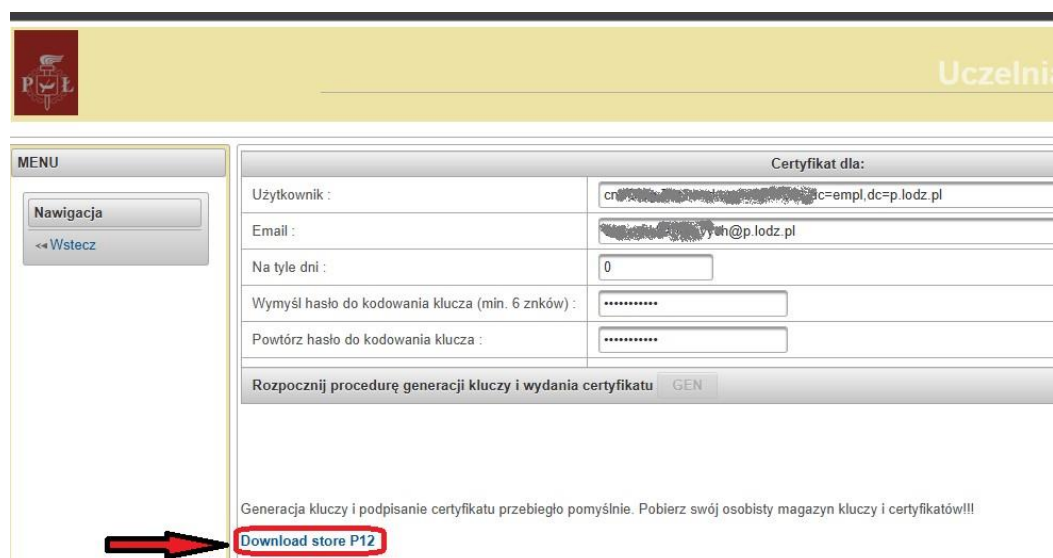 P Ł
Uczelni
MENU
Certyfikat dla:
Nawigacja
Wstecz
Użytkownik :
dc=empl,dc=p.lodz.pl
Email :
@p.lodz.pl
Na tyle dni :
0
Wymyśl hasło do kodowania klucza (min. 6 znków) :
Powtórz hasło do kodowania klucza :
Rozpocznij procedurę generacji kluczy i wydania certyfikatu GEN
Generacja kluczy i podpisanie certyfikatu przebiegło pomyślnie. Pobierz swój osobisty magazyn kluczy i certyfikatów!!!
Download store P12